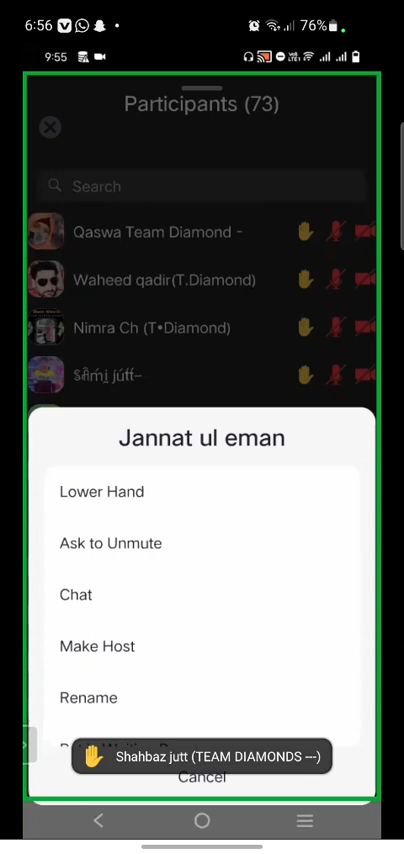 6:56
76%
9:55
Participants (73)
Search
Qaswa Team Diamond -
Waheed qadir(T.Diamond)
Nimra Ch (T•Diamond)
Jannat ul eman
Lower Hand
Ask to Unmute
Chat
Make Host
Rename
Shahbaz jutt (TEAM DIAMONDS ---)
Cancel